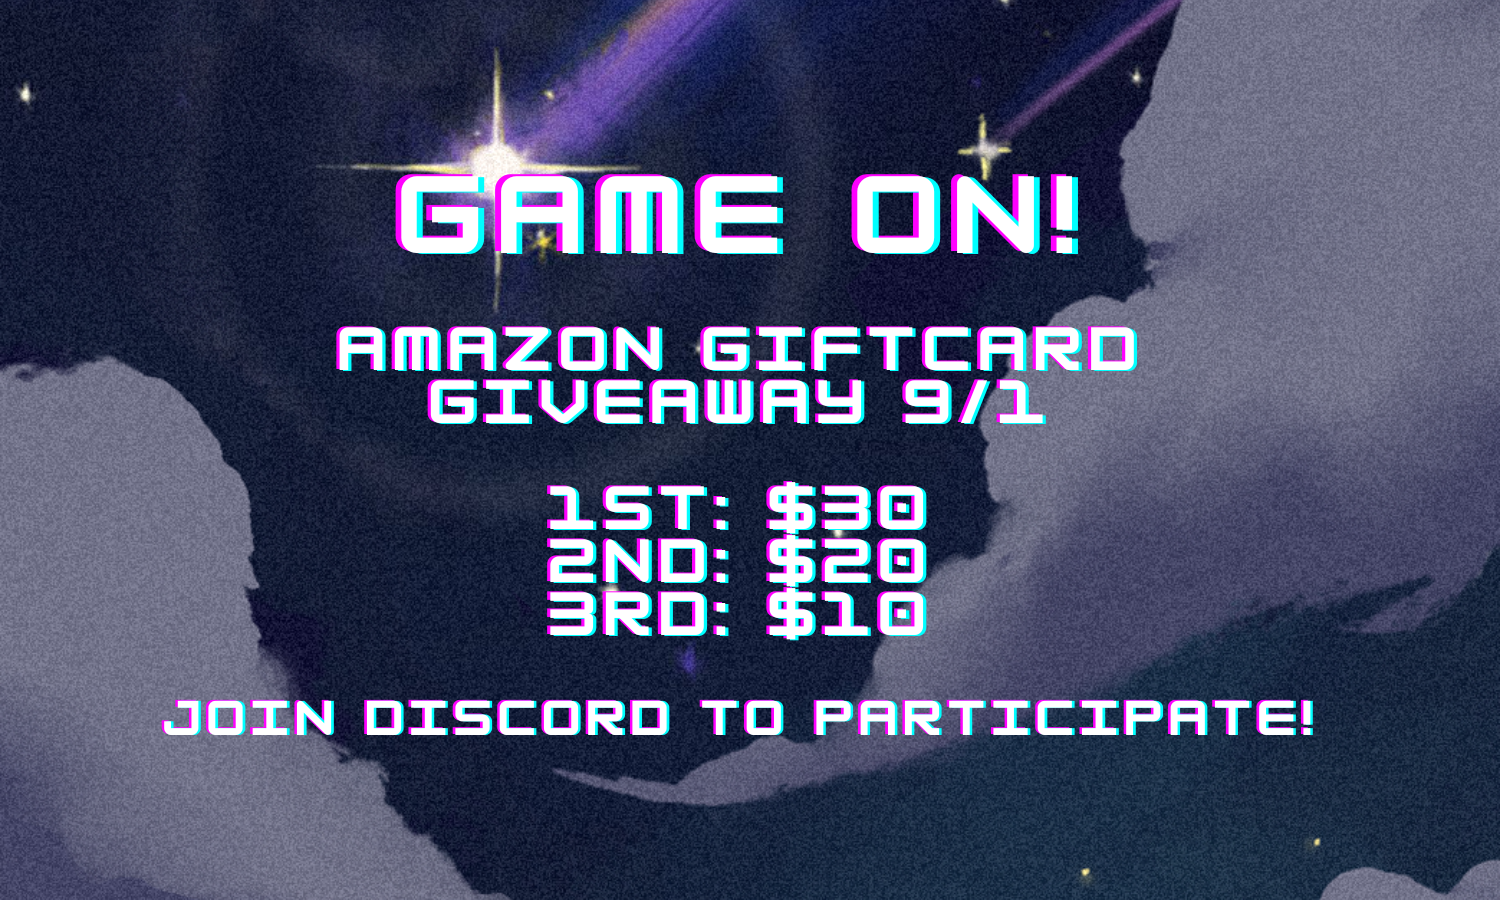 GAME ON!
AMAZON GIFTCARD
GIVEAWAY 9/1
1ST: $30
2ND: $20
3RD: $10
JOIN DISCORD TO PARTICIPATE!